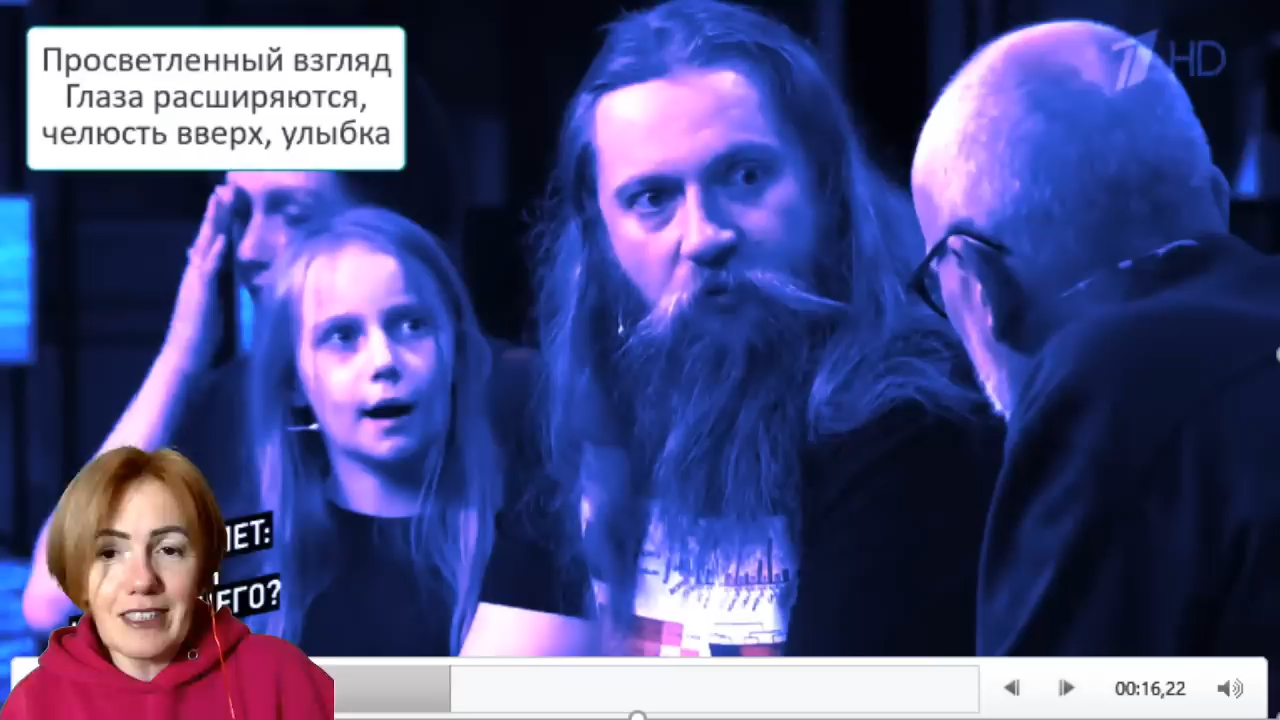 Просветленный взгляд
Глаза расширяются,
челюсть вверх, улыбка
HD
00:16,22